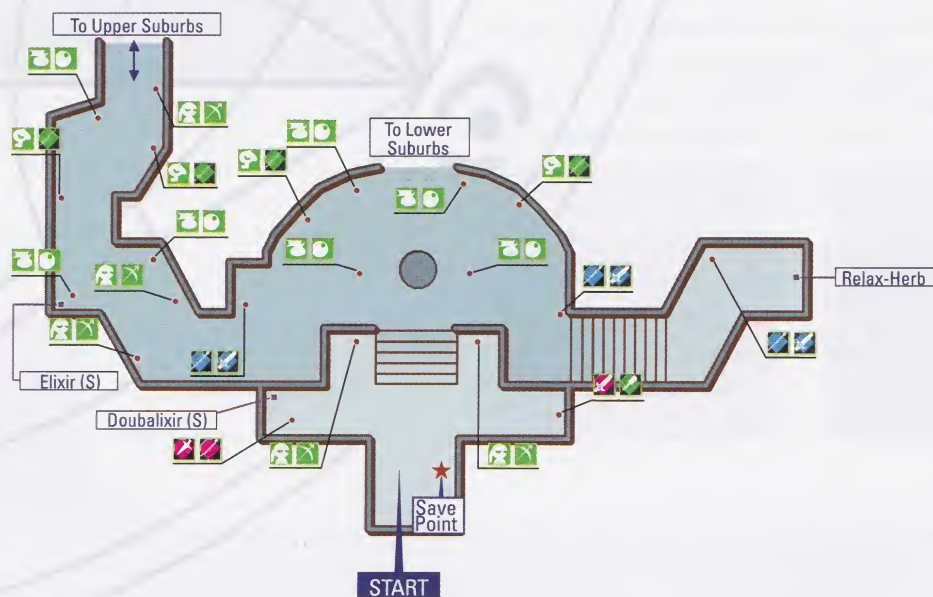 To Upper Suburbs
To Lower
Suburbs
Relax-Herb
Elixir (S)
Doubalixir (S)
Save
Point
START